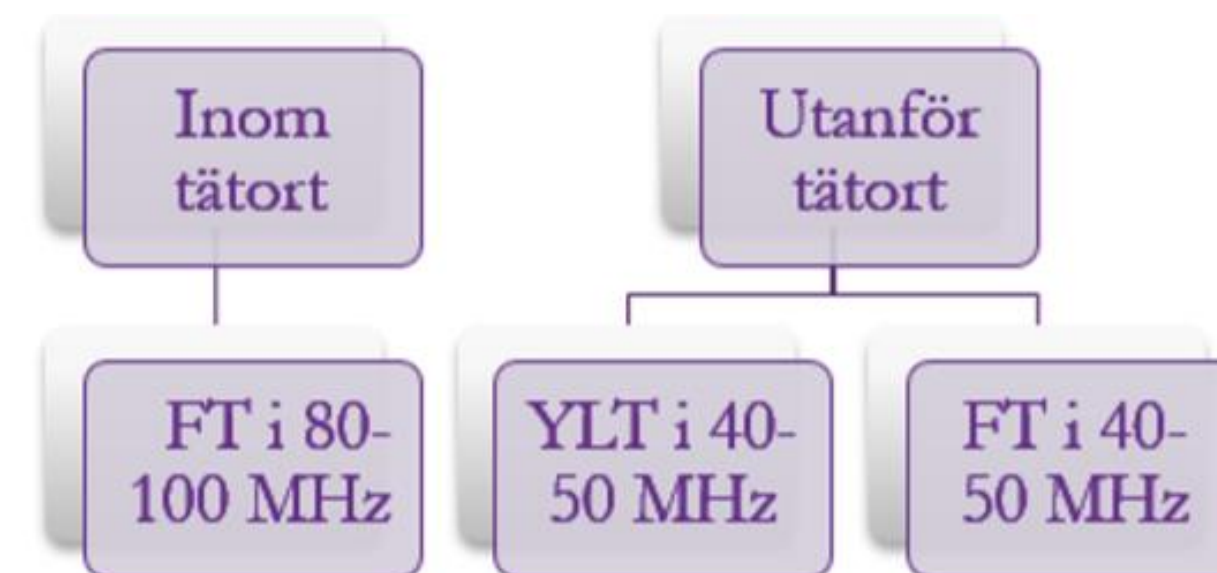 Inom
tätort
Utanför
tätort
FT i 80-
100 MHz
YLT i 40-
50 MHz
FT i 40-
50 MHz